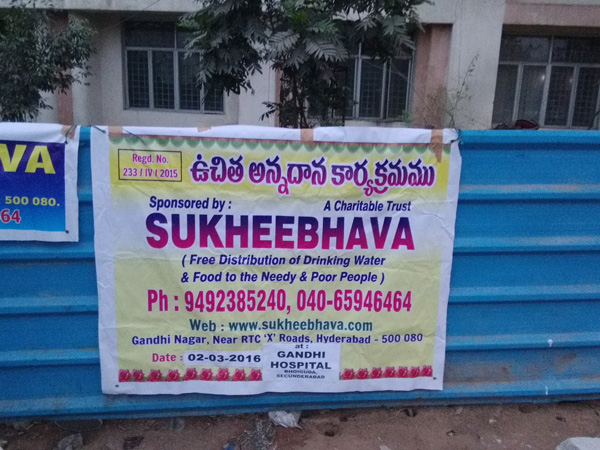 VA
500 080.
64
Regd. No.
233 / IV / 2015
ఉచిత అన్నదాన కార్యక్రమము
Sponsored by :
A Charitable Trust
SUKHEEBHAVA
( Free Distribution of Drinking Water
& Food to the Needy & Poor People )
Ph : 9492385240, 040-65946464
Web : www.sukheebhava.com
Gandhi Nagar, Near RTC 'X' Roads, Hyderabad - 500 080
Date : 02-03-2016
at :
GANDHI
HOSPITAL
BHOIGUDA,
SECUNDERABAD